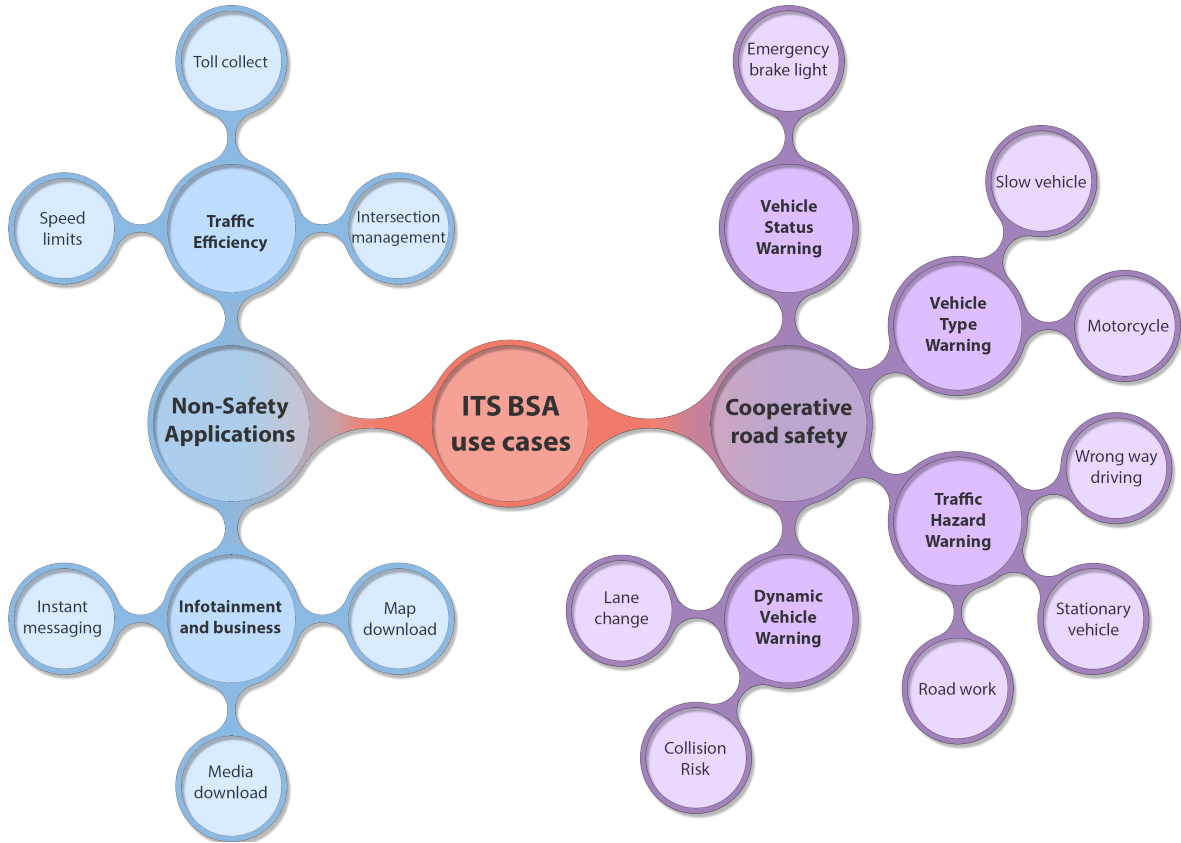 Toll collect
Speed
limits
Traffic
Efficiency
Intersection
management
Non-Safety
Applications
Instant
messaging
Infotainment
and business
Map
download
Media
download
ITS BSA
use cases
Emergency
brake light
Vehicle
Status
Warning
Cooperative
road safety
Slow vehicle
Vehicle
Type
Warning
Motorcycle
Wrong way
driving
Traffic
Hazard
Warning
Stationary
vehicle
Road work
Lane
change
Dynamic
Vehicle
Warning
Collision
Risk